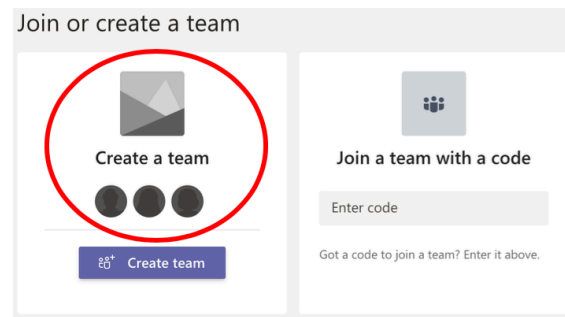 Join or create a team
Create a team
Create team
Join a team with a code
Enter code
Got a code to join a team? Enter it above.